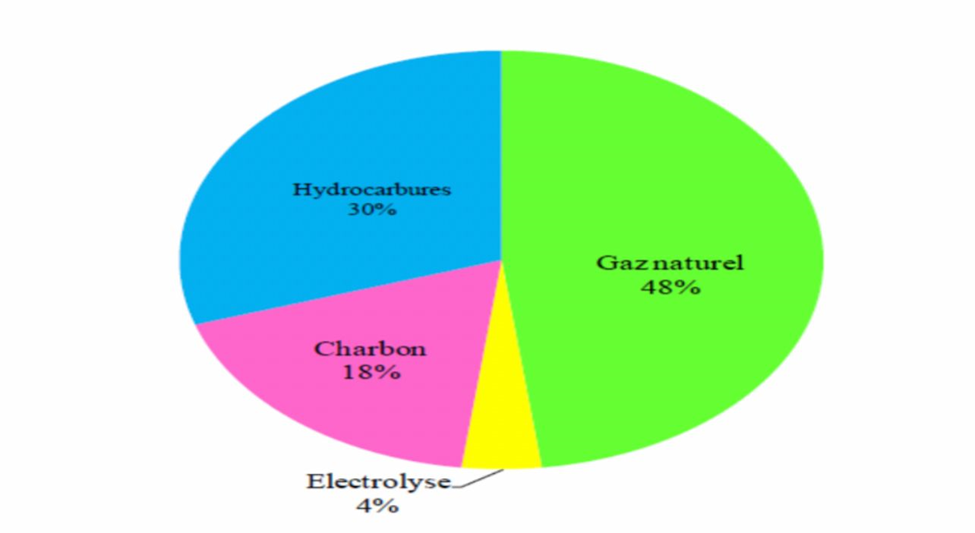 Hydrocarbures
30%
Gaz naturel
48%
Charbon
18%
Electrolyse
4%